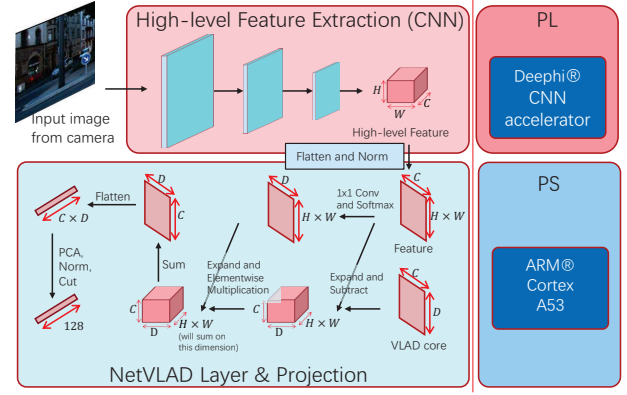 High-level Feature Extraction (CNN)
PL
Input image
from camera
H
W
C
High-level Feature
Deephi®
CNN
accelerator
Flatten and Norm
PS
Flatten
C × D
D
C
D
H × W
1x1 Conv
and Softmax
C
H × W
Feature
PCA,
Norm,
Cut
Sum
Expand and
Elementwise
Multiplication
Expand and
Subtract
C
D
VLAD core
128
C
D
H × W
(will sum on
this dimension)
C
D
H × W
ARM®
Cortex
A53
NetVLAD Layer & Projection